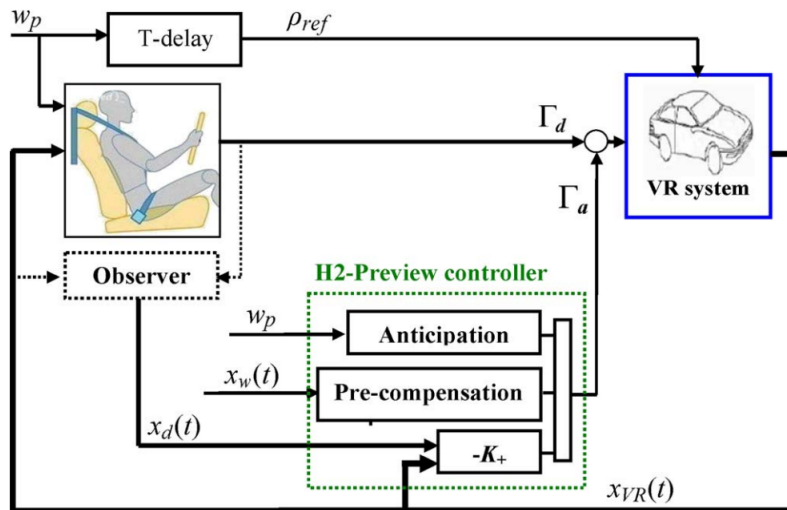 w_p
T-delay
ρ_ref
Γ_d
Γ_a
VR system
Observer
H2-Preview controller
w_p
Anticipation
x_w(t)
Pre-compensation
x_d(t)
-K_+
x_VR(t)